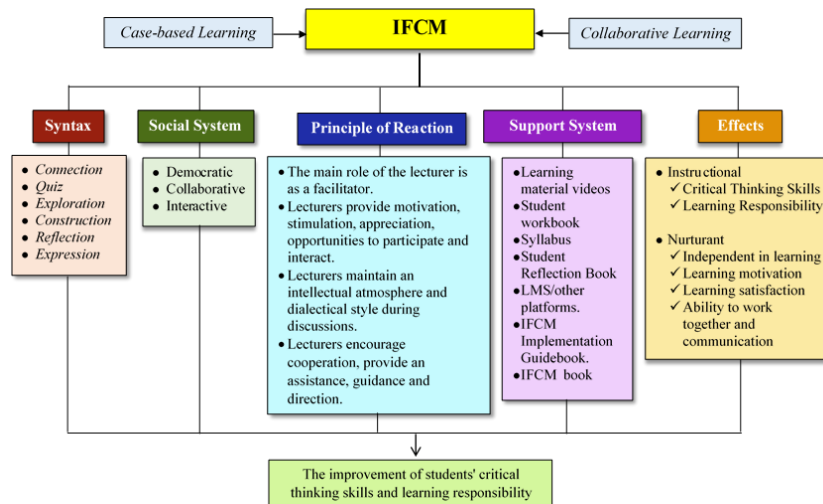 Case-based Learning
IFCM
Collaborative Learning
Syntax
• Connection
• Quiz
• Exploration
• Construction
• Reflection
• Expression
Social System
• Democratic
• Collaborative
• Interactive
Principle of Reaction
• The main role of the lecturer is
as a facilitator.
• Lecturers provide motivation,
stimulation, appreciation,
opportunities to participate and
interact.
• Lecturers maintain an
intellectual atmosphere and
dialectical style during
discussions.
• Lecturers encourage
cooperation, provide an
assistance, guidance and
direction.
Support System
•Learning
material videos
•Student
workbook
•Syllabus
•Student
Reflection Book
•LMS/other
platforms.
•IFCM
Implementation
Guidebook.
•IFCM book
Effects
• Instructional
✓ Critical Thinking Skills
✓ Learning Responsibility
• Nurturant
✓ Independent in learning
✓ Learning motivation
✓ Learning satisfaction
✓ Ability to work
together and
communication
The improvement of students' critical
thinking skills and learning responsibility